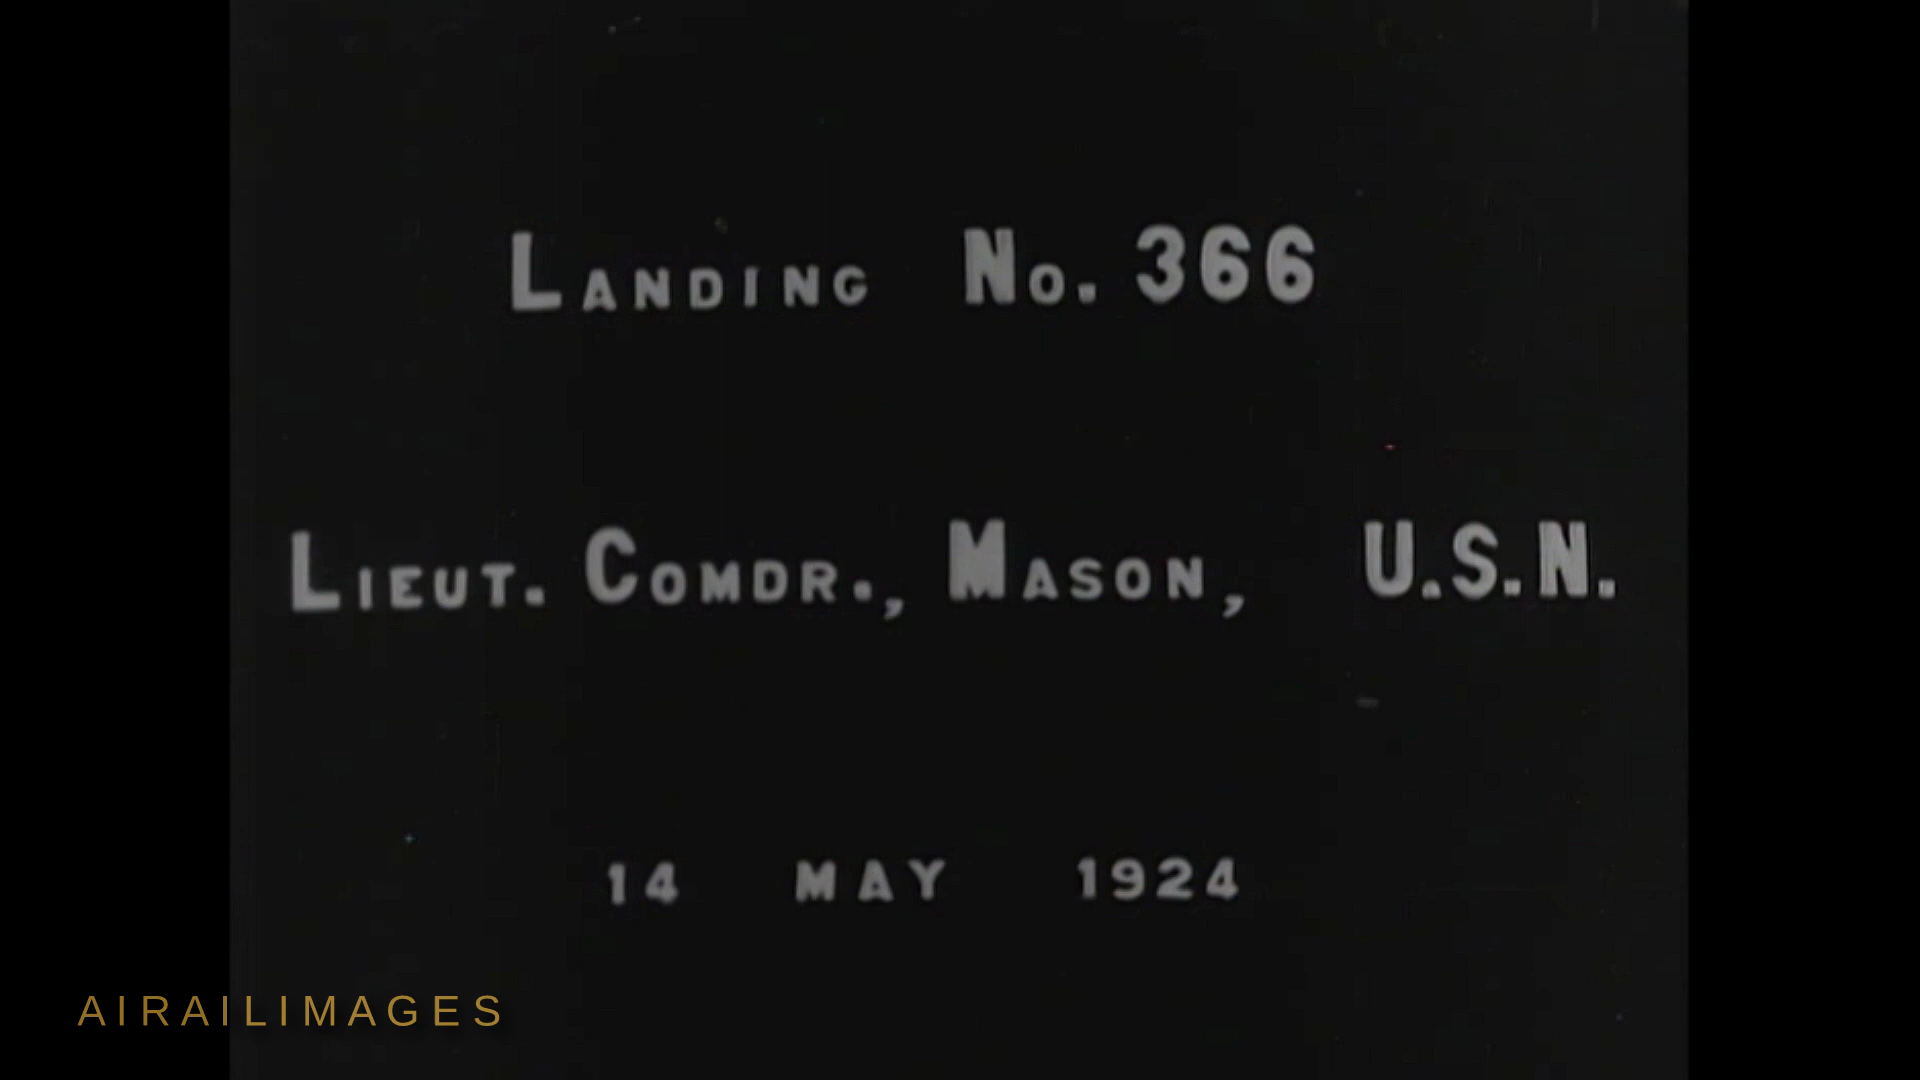 Landing No. 366
Lieut. Comdr., Mason, U.S.N.
14 MAY 1924
AIRAILIMAGES